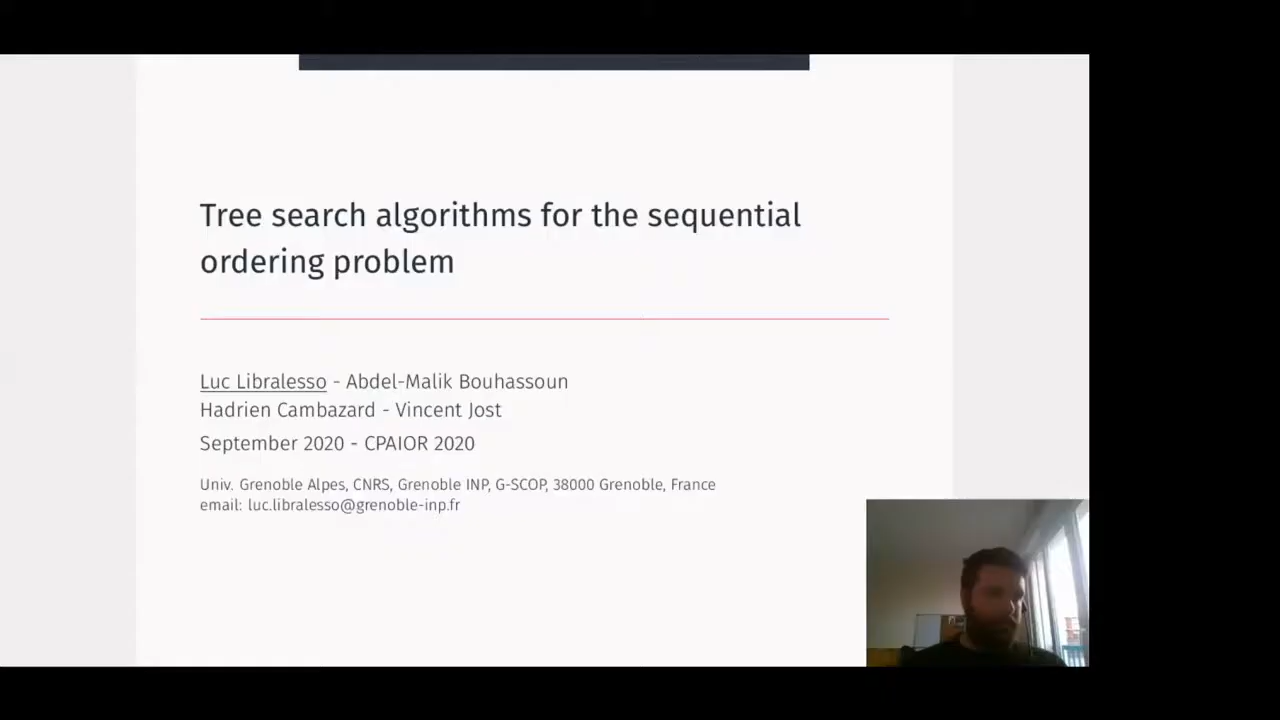 Tree search algorithms for the sequential
ordering problem
Luc Libralesso - Abdel-Malik Bouhassoun
Hadrien Cambazard - Vincent Jost
September 2020 - CPAIOR 2020
Univ. Grenoble Alpes, CNRS, Grenoble INP, G-SCOP, 38000 Grenoble, France
email: luc.libralesso@grenoble-inp.fr